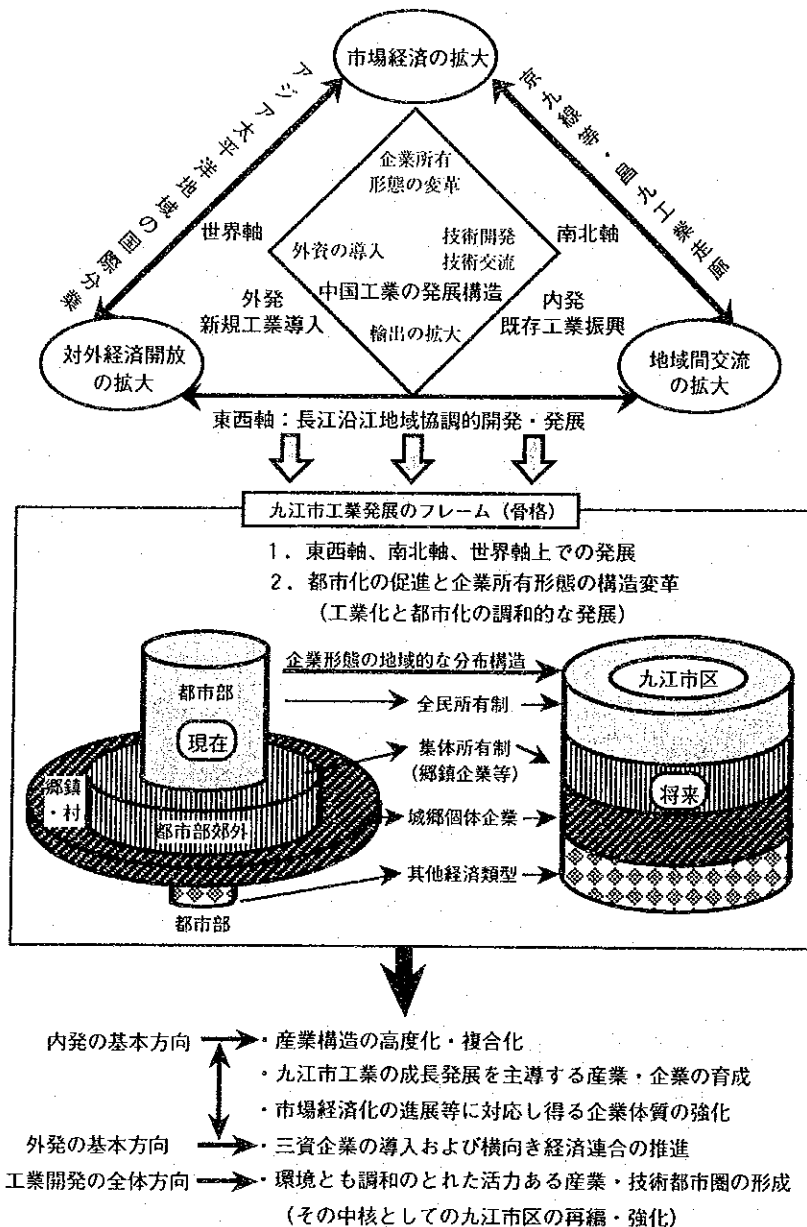 市場経済の拡大
アジア太平洋地域の国際分業
京九線等・昌九工業走廊
企業所有
形態の変革
世界軸
南北軸
外資の導入
技術開発
技術交流
中国工業の発展構造
外発
新規工業導入
内発
既存工業振興
輸出の拡大
対外経済開放
の拡大
地域間交流
の拡大
東西軸:長江沿江地域協調的開発・発展
九江市工業発展のフレーム(骨格)
1.東西軸、南北軸、世界軸上での発展
2.都市化の促進と企業所有形態の構造変革
(工業化と都市化の調和的な発展)
企業形態の地域的な分布構造
都市部
現在
郷鎮
・村
都市部郊外
都市部
全民所有制
集体所有制
(郷鎮企業等)
城郷個体企業
其他経済類型
九江市区
将来
内発の基本方向
・産業構造の高度化・複合化
・九江市工業の成長発展を主導する産業・企業の育成
・市場経済化の進展等に対応し得る企業体質の強化
外発の基本方向
・三資企業の導入および横向き経済連合の推進
工業開発の全体方向
・環境とも調和のとれた活力ある産業・技術都市圏の形成
(その中核としての九江市区の再編・強化)